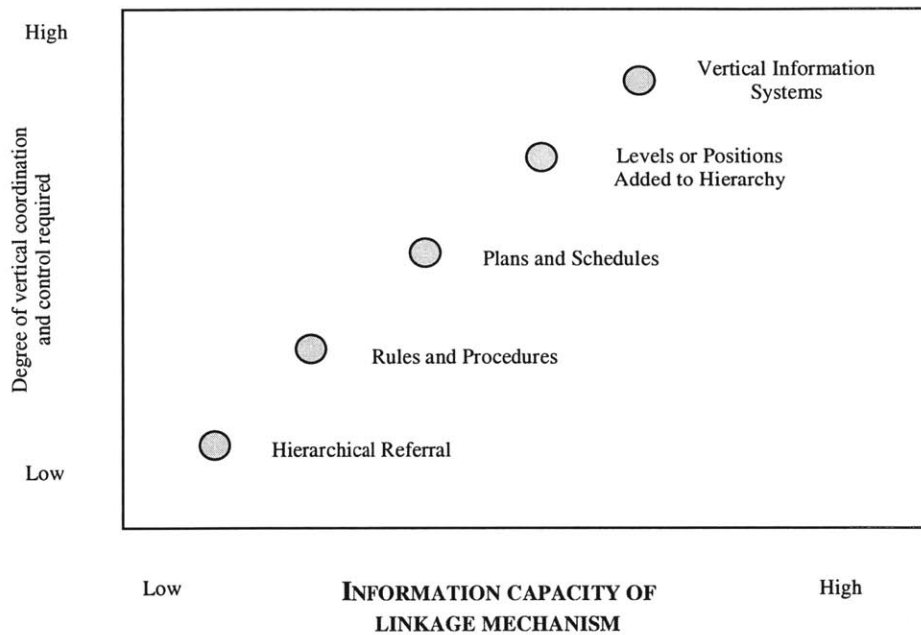 High
Vertical Information
Systems
Levels or Positions
Added to Hierarchy
Degree of vertical coordination
and control required
Plans and Schedules
Rules and Procedures
Hierarchical Referral
Low
Low
INFORMATION CAPACITY OF
LINKAGE MECHANISM
High